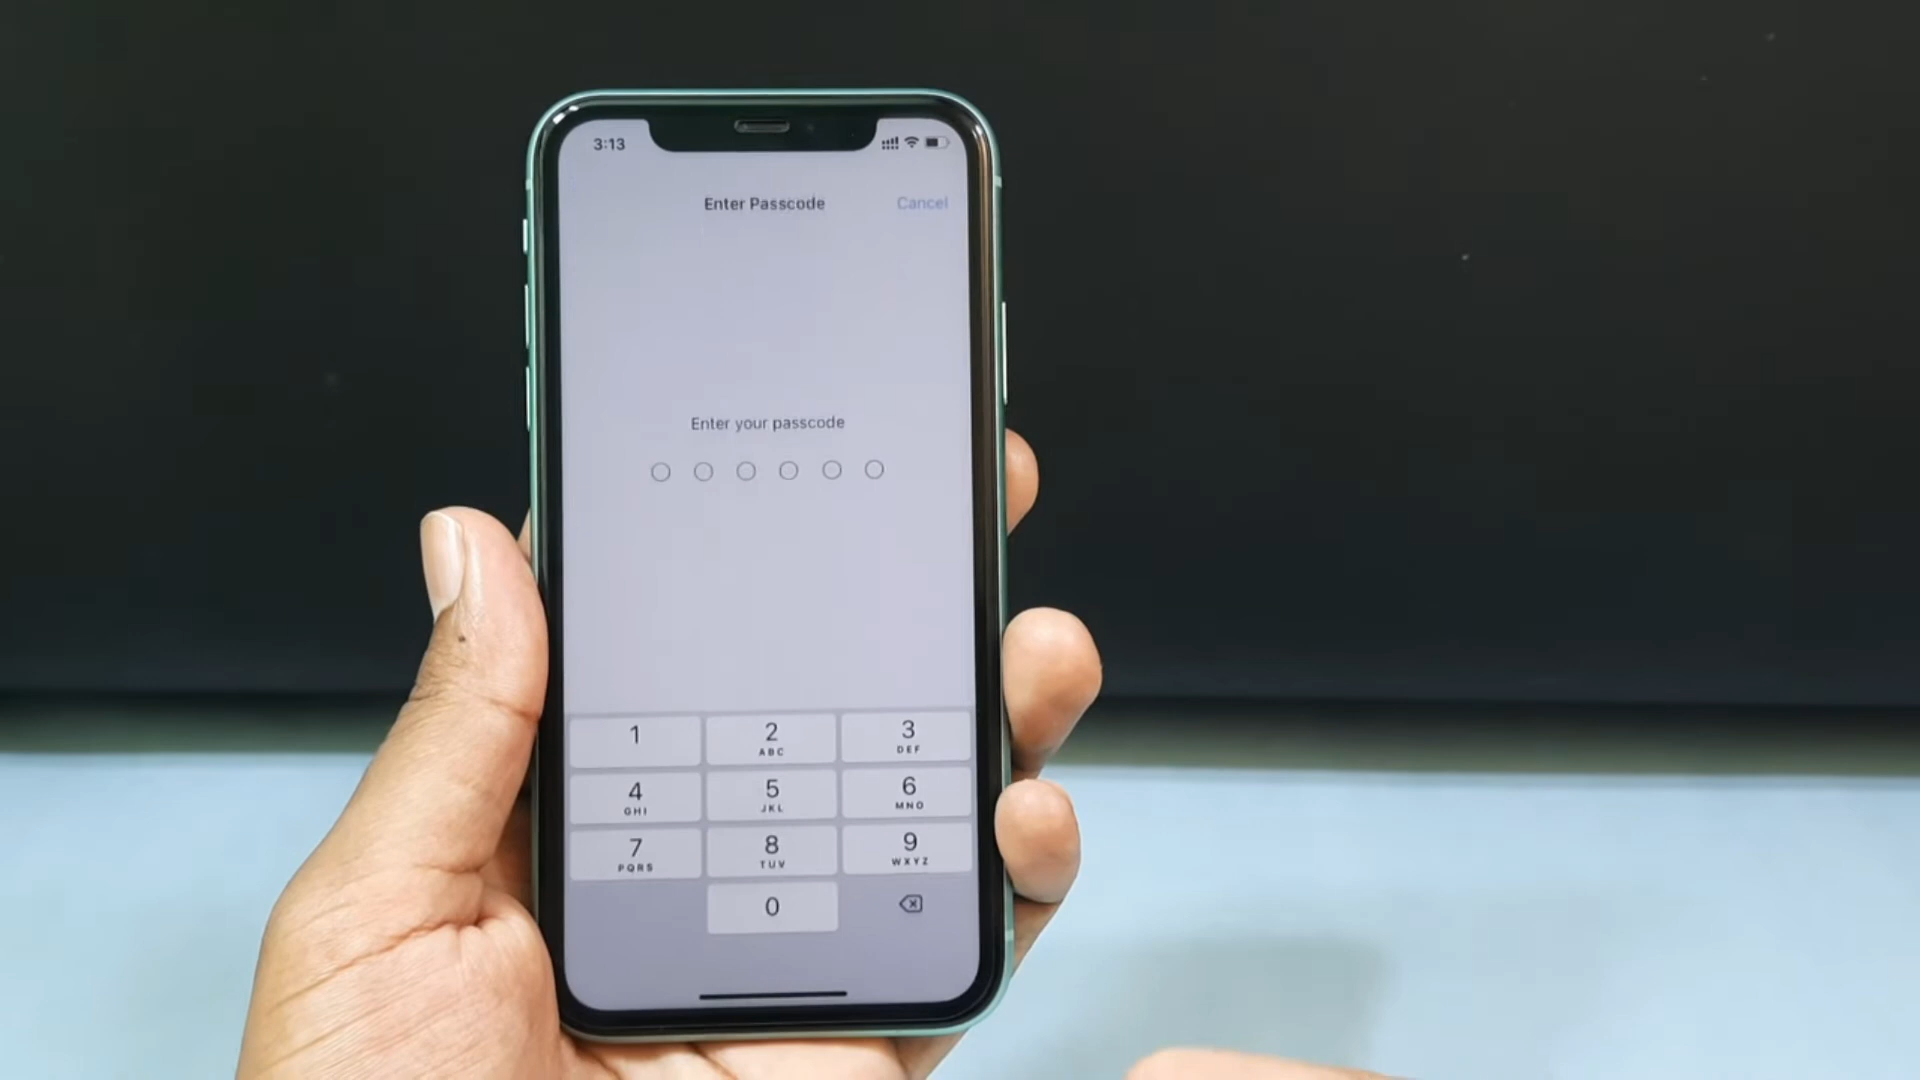 3:13
Enter Passcode Cancel
Enter your passcode
1 2 3
ABC DEF
4 5 6
GHI JKL MNO
7 8 9
PQRS TUV WXYZ
0